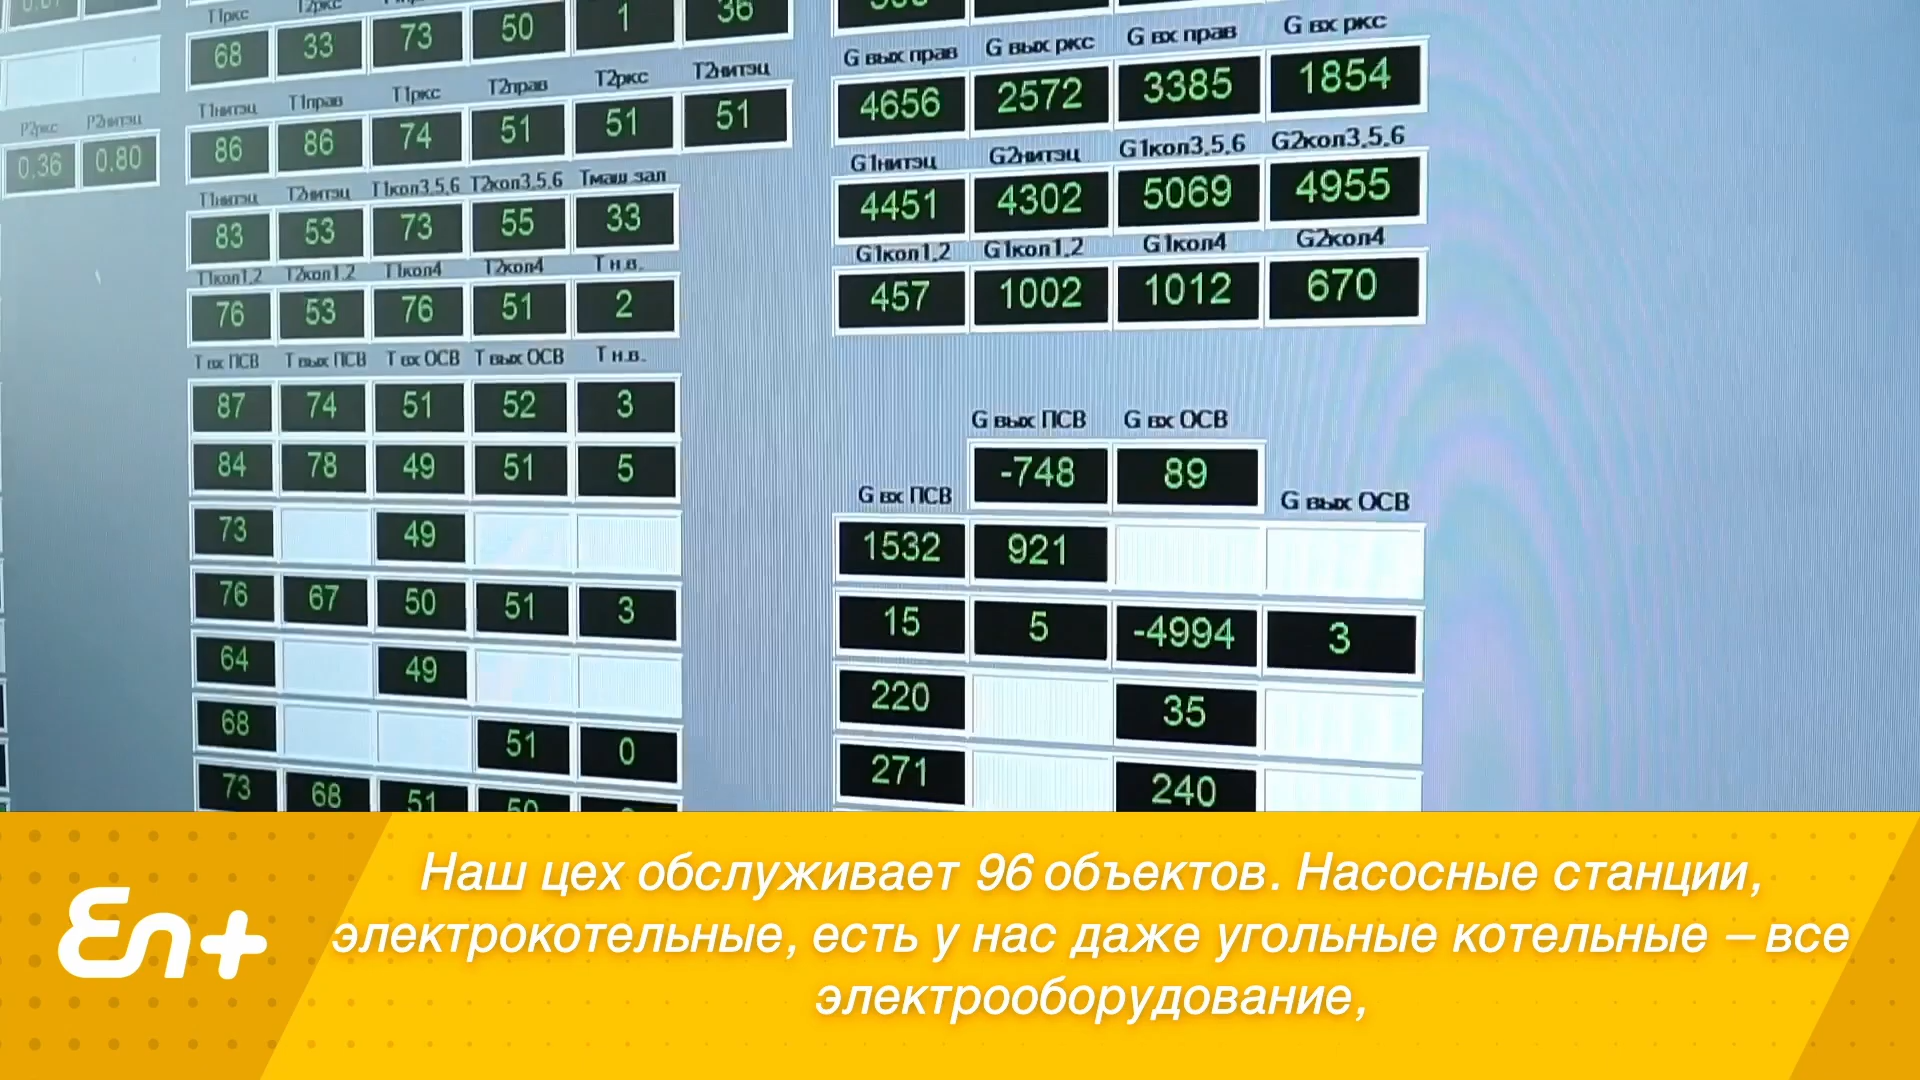 T1ркс T2ркс
68 33 73 50 1 36
T1нитэц T1прав T1ркс T2прав T2ркс T2нитэц
86 86 74 51 51 51
T1нитэц T2нитэц T1кол3,5,6 T2кол3,5,6 Tмаш зал
83 53 73 55 33
T1кол1,2 T2кол1,2 T1кол4 T2кол4 T н.в.
76 53 76 51 2
T вх ПСВ T вых ПСВ T вх ОСВ T вых ОСВ T н.в.
87 74 51 52 3
84 78 49 51 5
73 49
76 67 50 51 3
64 49
68 51 0
73 68 51 50
P2ркс P2нитэц
0.36 0.80
G вых прав G вых ркс G вх прав G вх ркс
4656 2572 3385 1854
G1нитэц G2нитэц G1кол3,5,6 G2кол3,5,6
4451 4302 5069 4955
G1кол1,2 G1кол1,2 G1кол4 G2кол4
457 1002 1012 670
G вых ПСВ G вх ОСВ
-748 89
G вх ПСВ G вых ОСВ
1532 921
15 5 -4994 3
220 35
271 240
En+
Наш цех обслуживает 96 объектов. Насосные станции,
электрокотельные, есть у нас даже угольные котельные – все
электрооборудование,